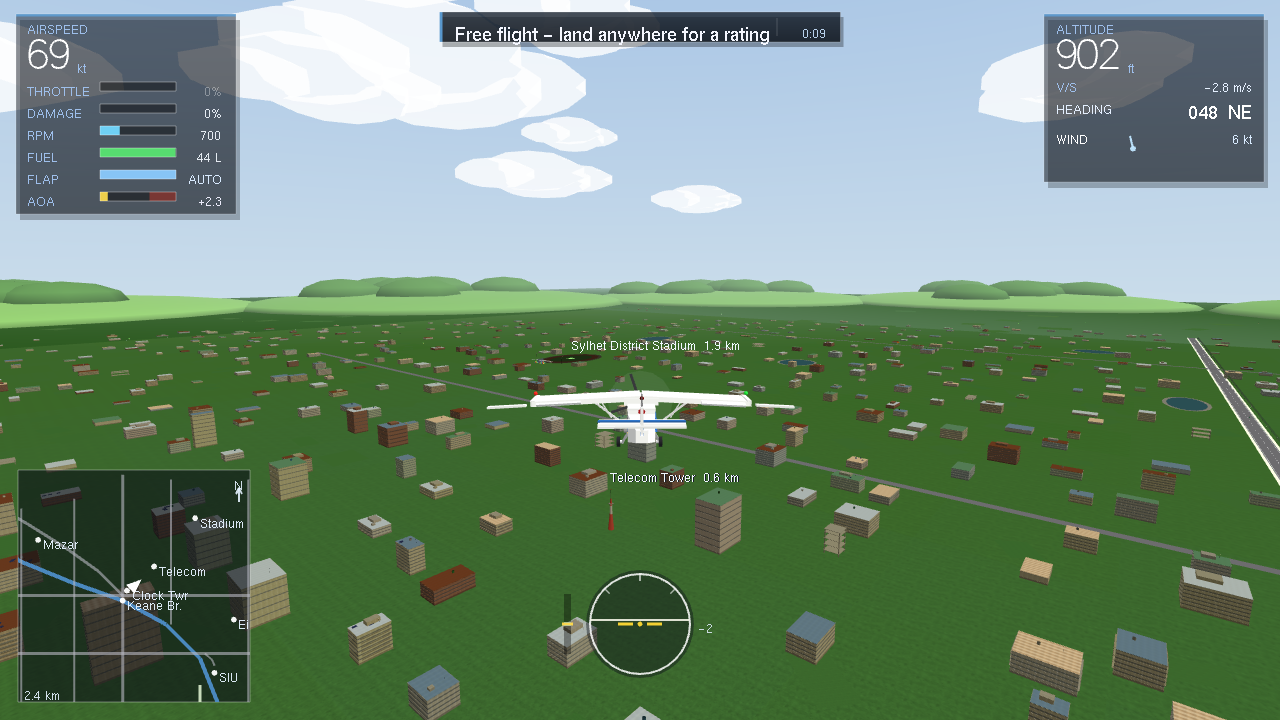 AIRSPEED
69 kt
THROTTLE 0%
DAMAGE 0%
RPM 700
FUEL 44 L
FLAP AUTO
AOA +2.3
Free flight – land anywhere for a rating 0:09
ALTITUDE
902 ft
V/S −2.8 m/s
HEADING 048 NE
WIND 6 kt
Sylhet District Stadium 1.9 km
Telecom Tower 0.6 km
N
Stadium
Mazar
Telecom
Clock Twr
Keane Br.
Ei
SIU
2.4 km
−2